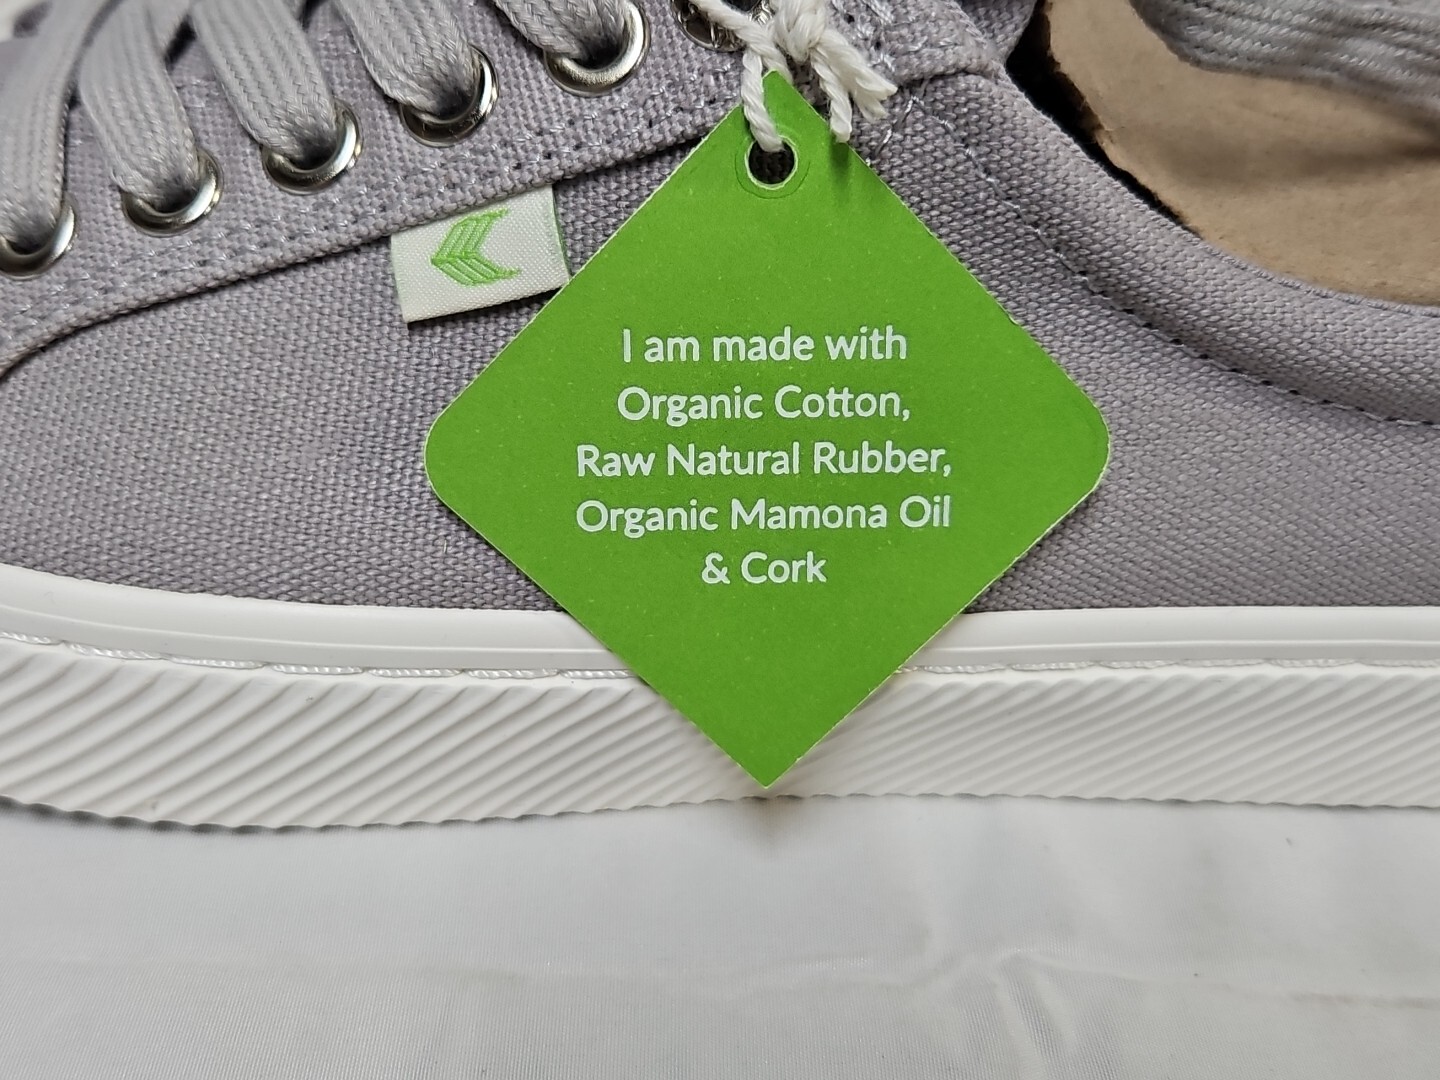 I am made with
Organic Cotton,
Raw Natural Rubber,
Organic Mamona Oil
& Cork